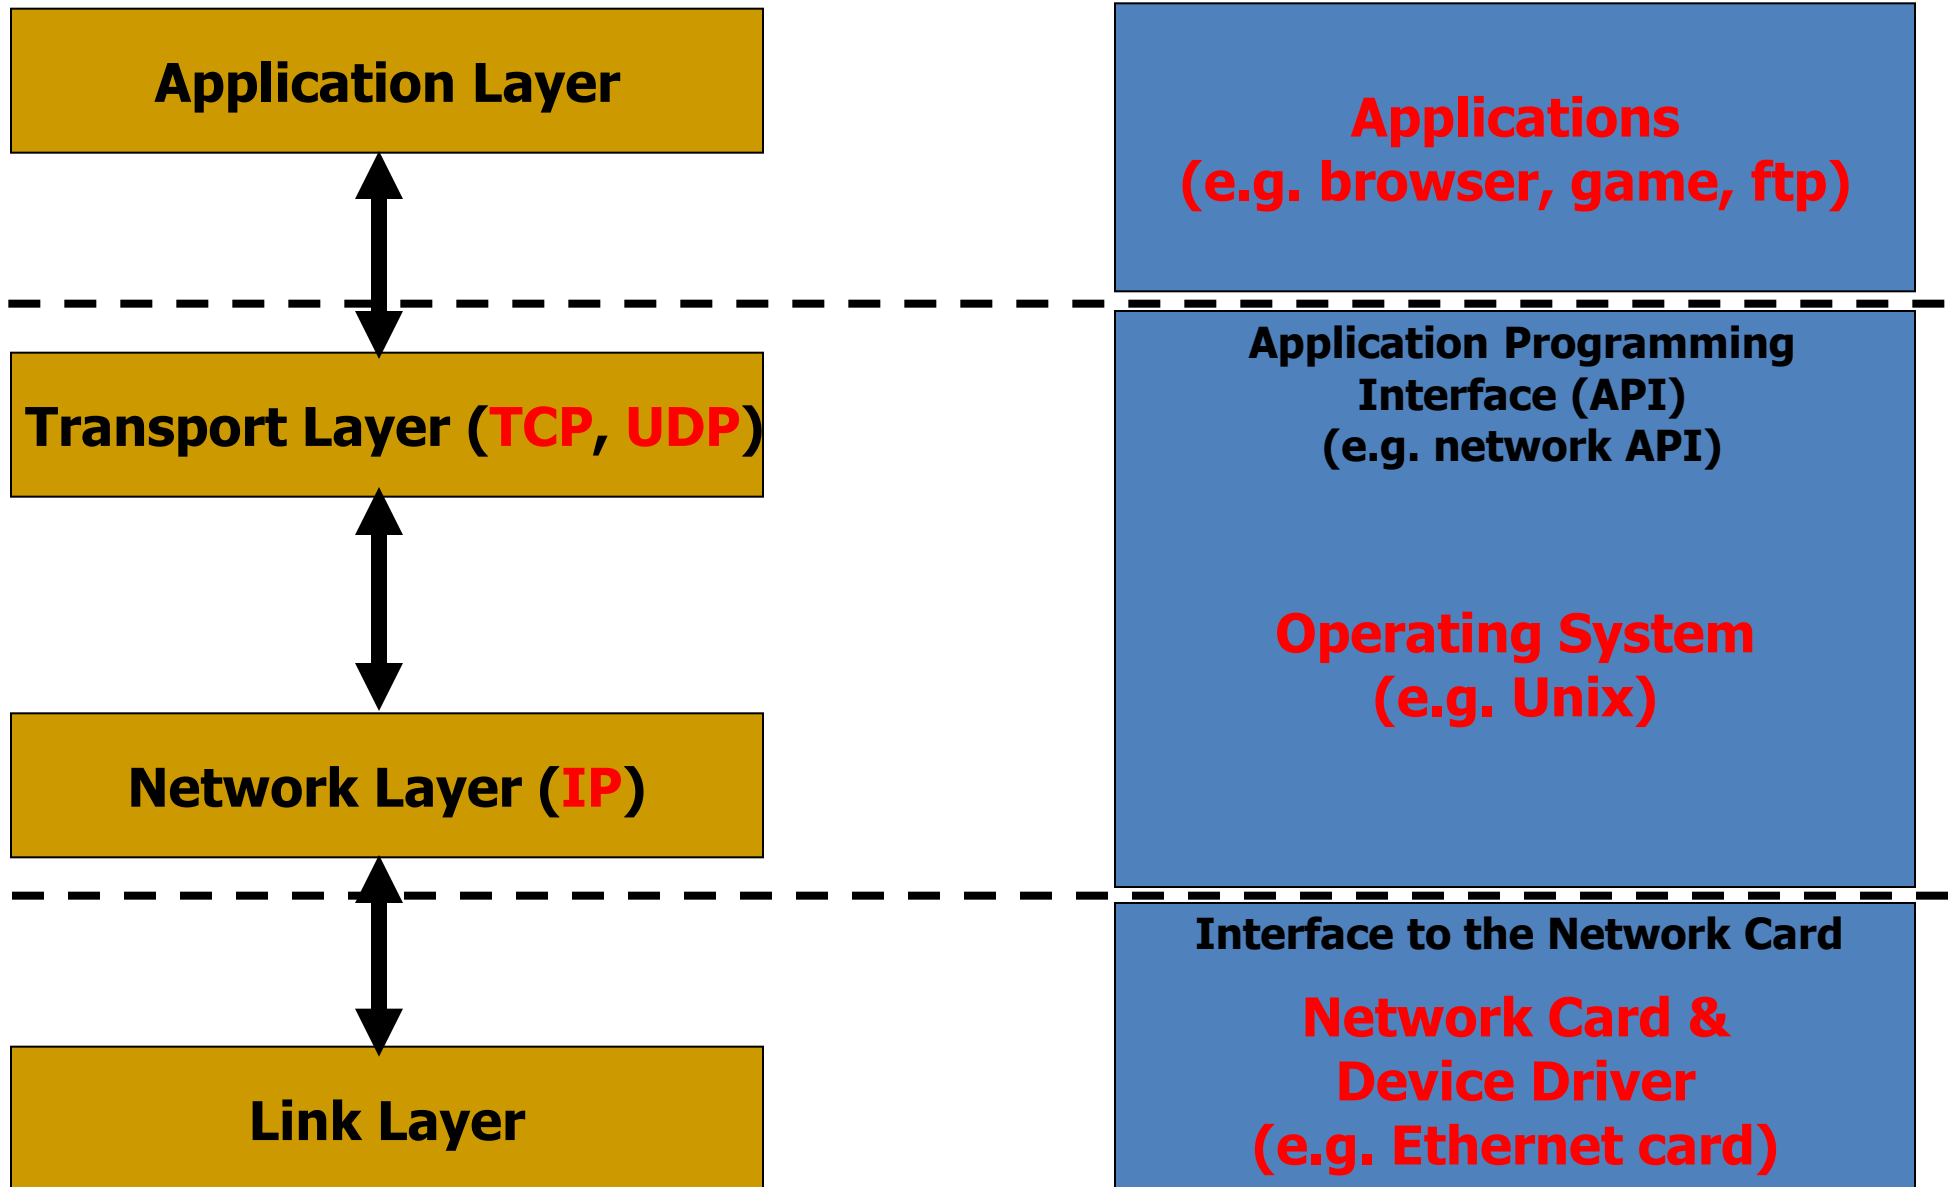 Application Layer
Applications
(e.g. browser, game, ftp)
Transport Layer (TCP, UDP)
Application Programming
Interface (API)
(e.g. network API)
Operating System
(e.g. Unix)
Network Layer (IP)
Interface to the Network Card
Network Card &
Device Driver
(e.g. Ethernet card)
Link Layer